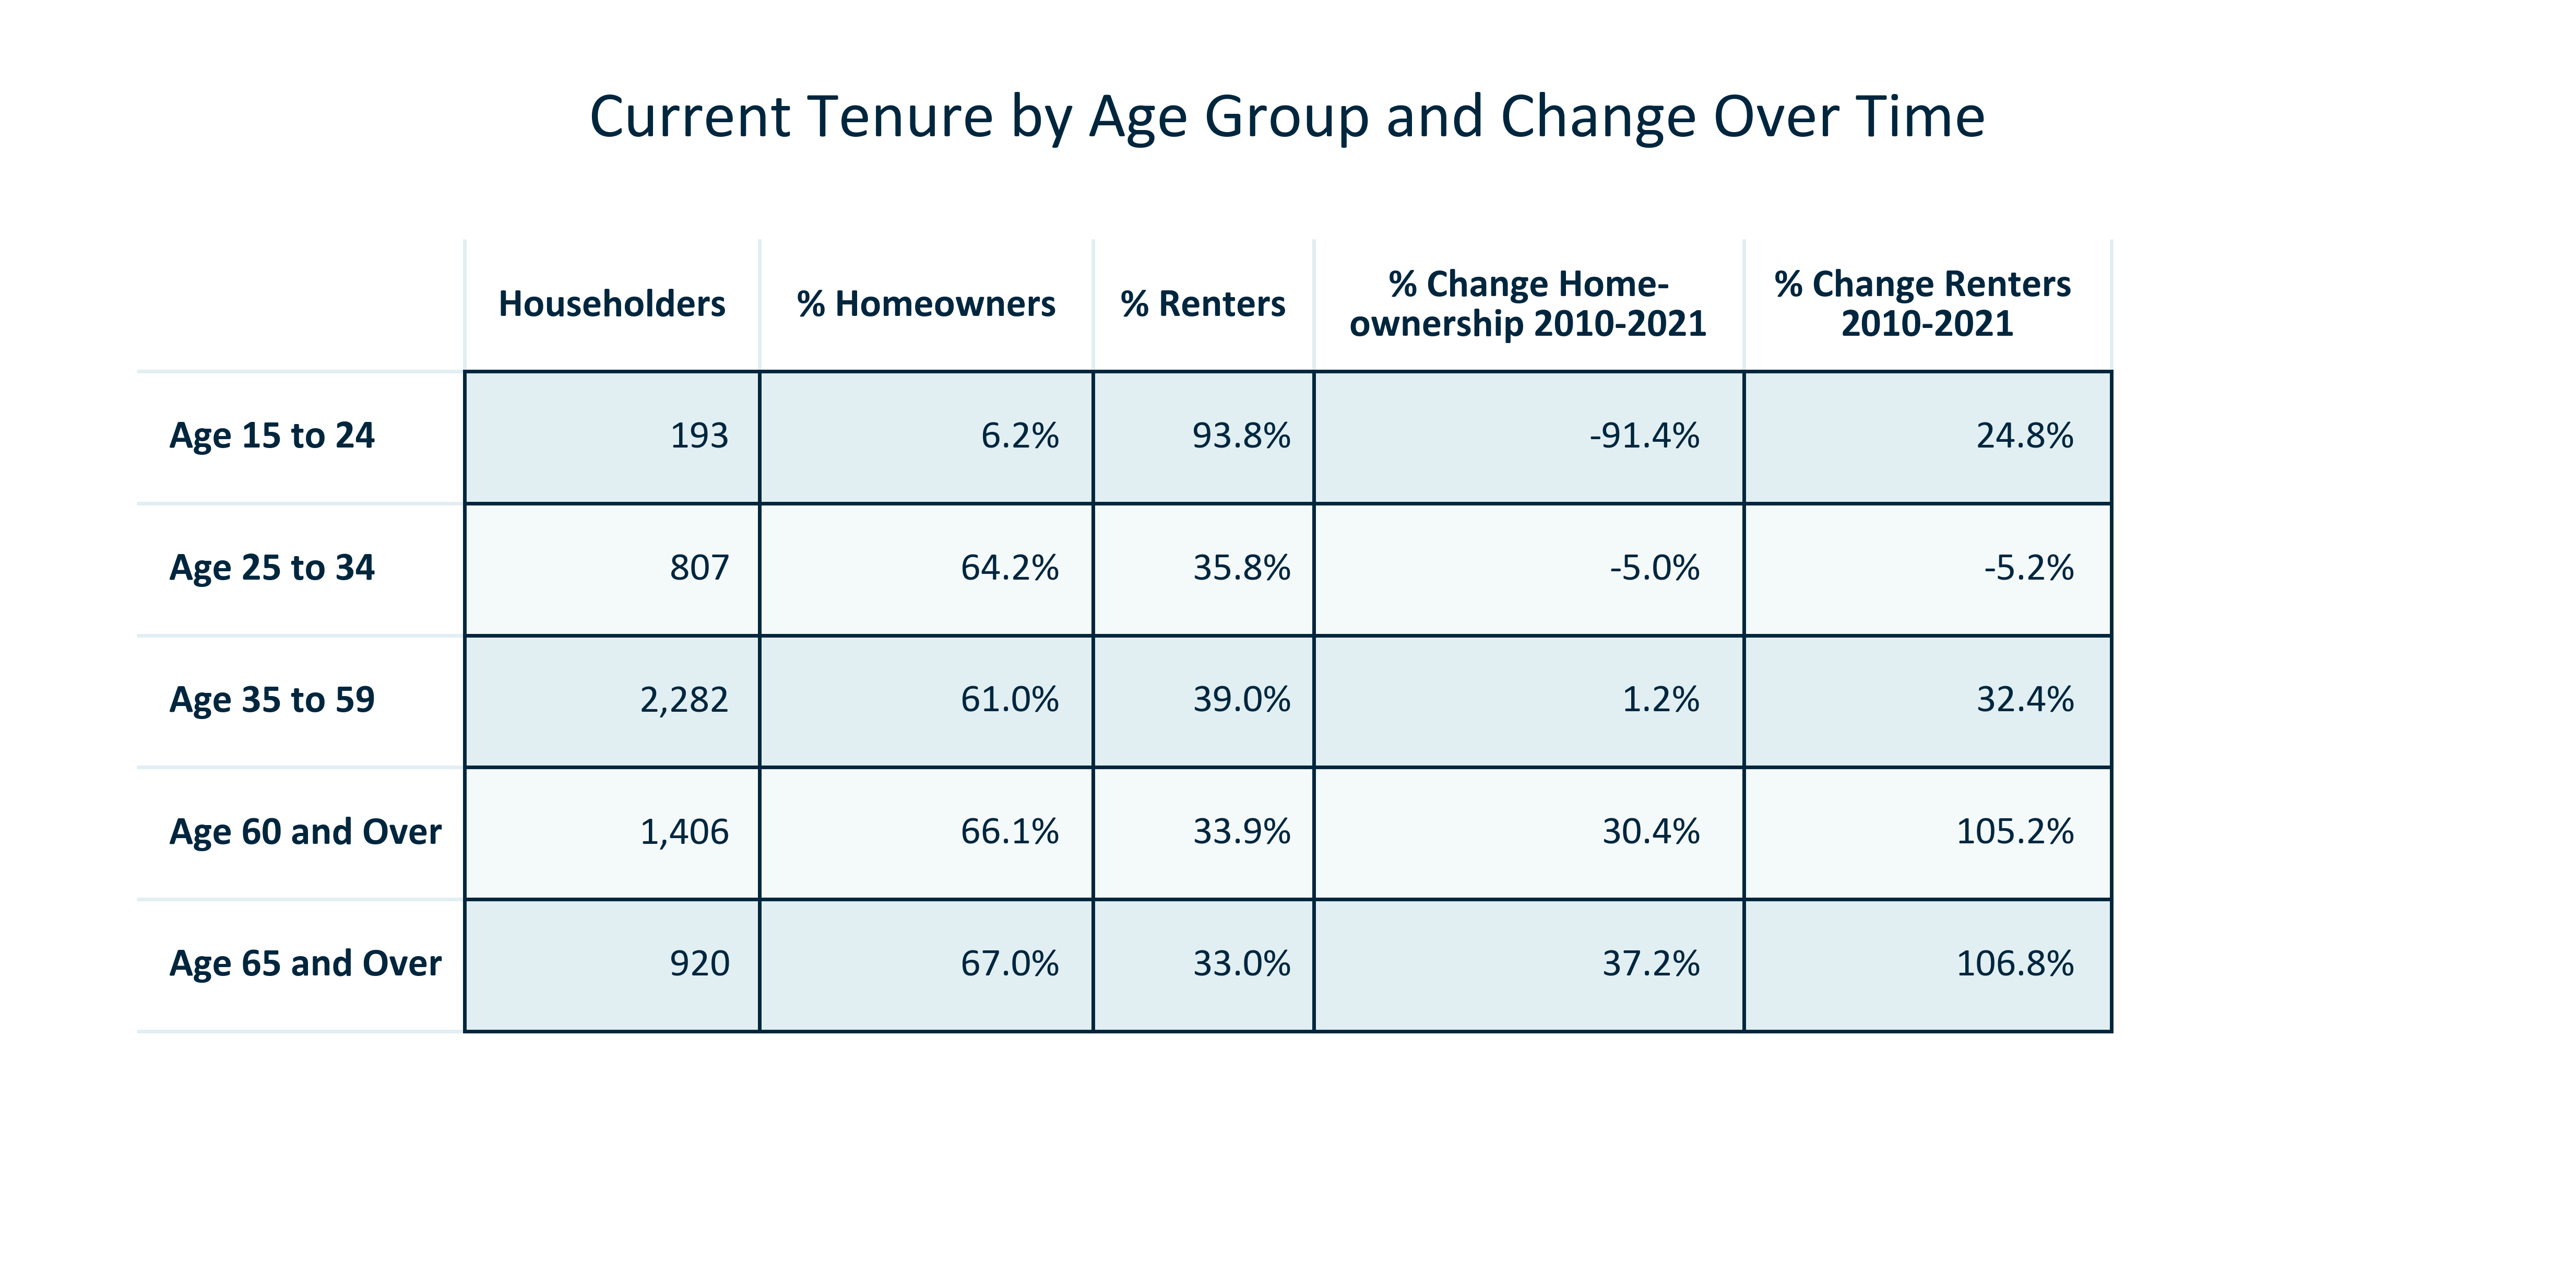 Current Tenure by Age Group and Change Over Time
Householders % Homeowners % Renters % Change Home-
ownership 2010-2021 % Change Renters
2010-2021
Age 15 to 24 193 6.2% 93.8% -91.4% 24.8%
Age 25 to 34 807 64.2% 35.8% -5.0% -5.2%
Age 35 to 59 2,282 61.0% 39.0% 1.2% 32.4%
Age 60 and Over 1,406 66.1% 33.9% 30.4% 105.2%
Age 65 and Over 920 67.0% 33.0% 37.2% 106.8%